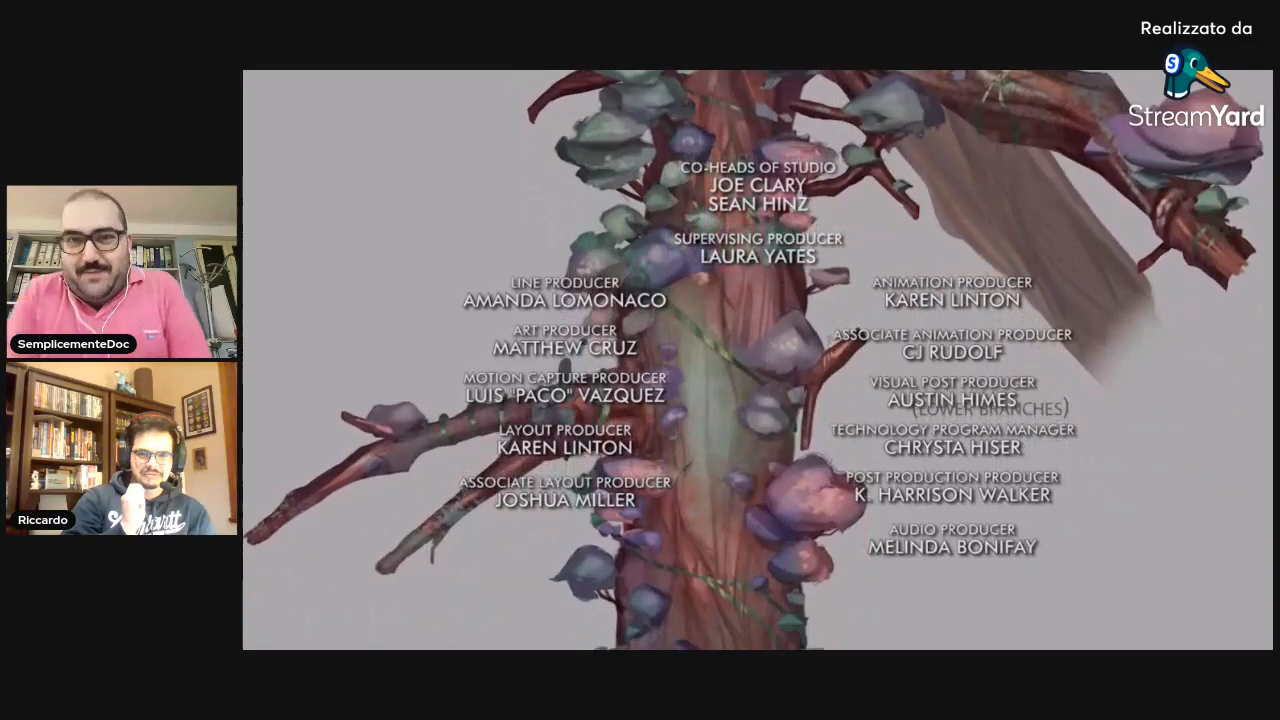 Realizzato da
StreamYard
CO-HEADS OF STUDIO
JOE CLARY
SEAN HINZ
SUPERVISING PRODUCER
LAURA YATES
LINE PRODUCER
AMANDA LOMONACO
ART PRODUCER
MATTHEW CRUZ
MOTION CAPTURE PRODUCER
LUIS "PACO" VAZQUEZ
LAYOUT PRODUCER
KAREN LINTON
ASSOCIATE LAYOUT PRODUCER
JOSHUA MILLER
ANIMATION PRODUCER
KAREN LINTON
ASSOCIATE ANIMATION PRODUCER
CJ RUDOLF
VISUAL POST PRODUCER
AUSTIN HIMES
(LOWER BRANCHES)
TECHNOLOGY PROGRAM MANAGER
CHRYSTA HISER
POST PRODUCTION PRODUCER
K. HARRISON WALKER
AUDIO PRODUCER
MELINDA BONIFAY
SemplicementeDoc
Riccardo